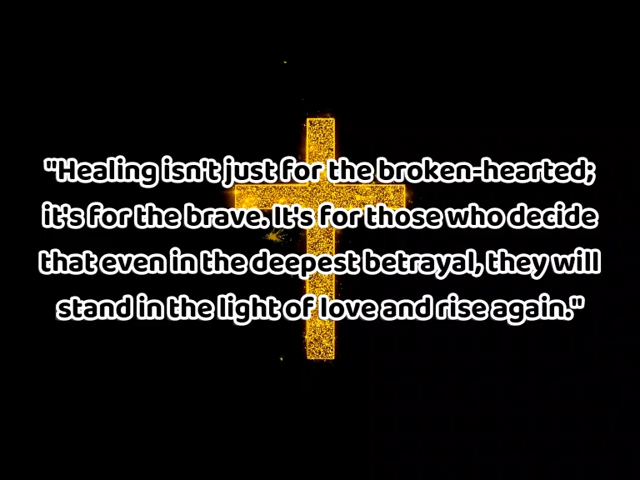 "Healing isn't just for the broken-hearted;
it's for the brave. It's for those who decide
that even in the deepest betrayal, they will
stand in the light of love and rise again."